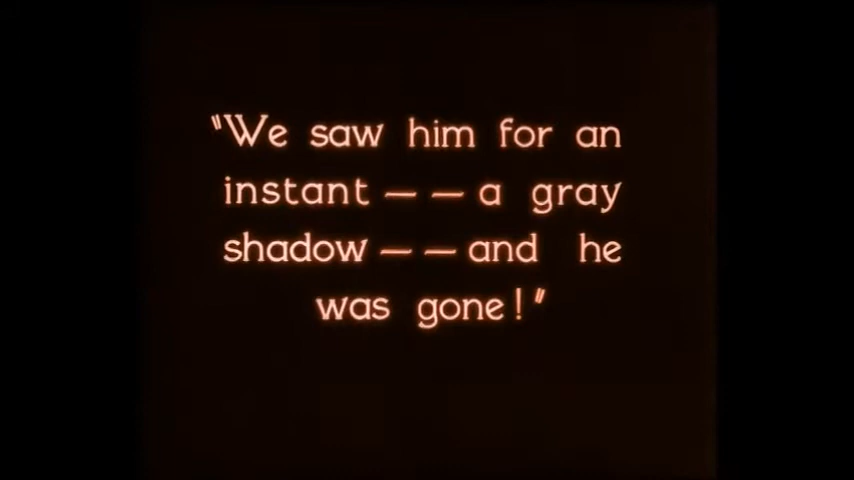 "We saw him for an
instant — — a gray
shadow — — and he
was gone!"